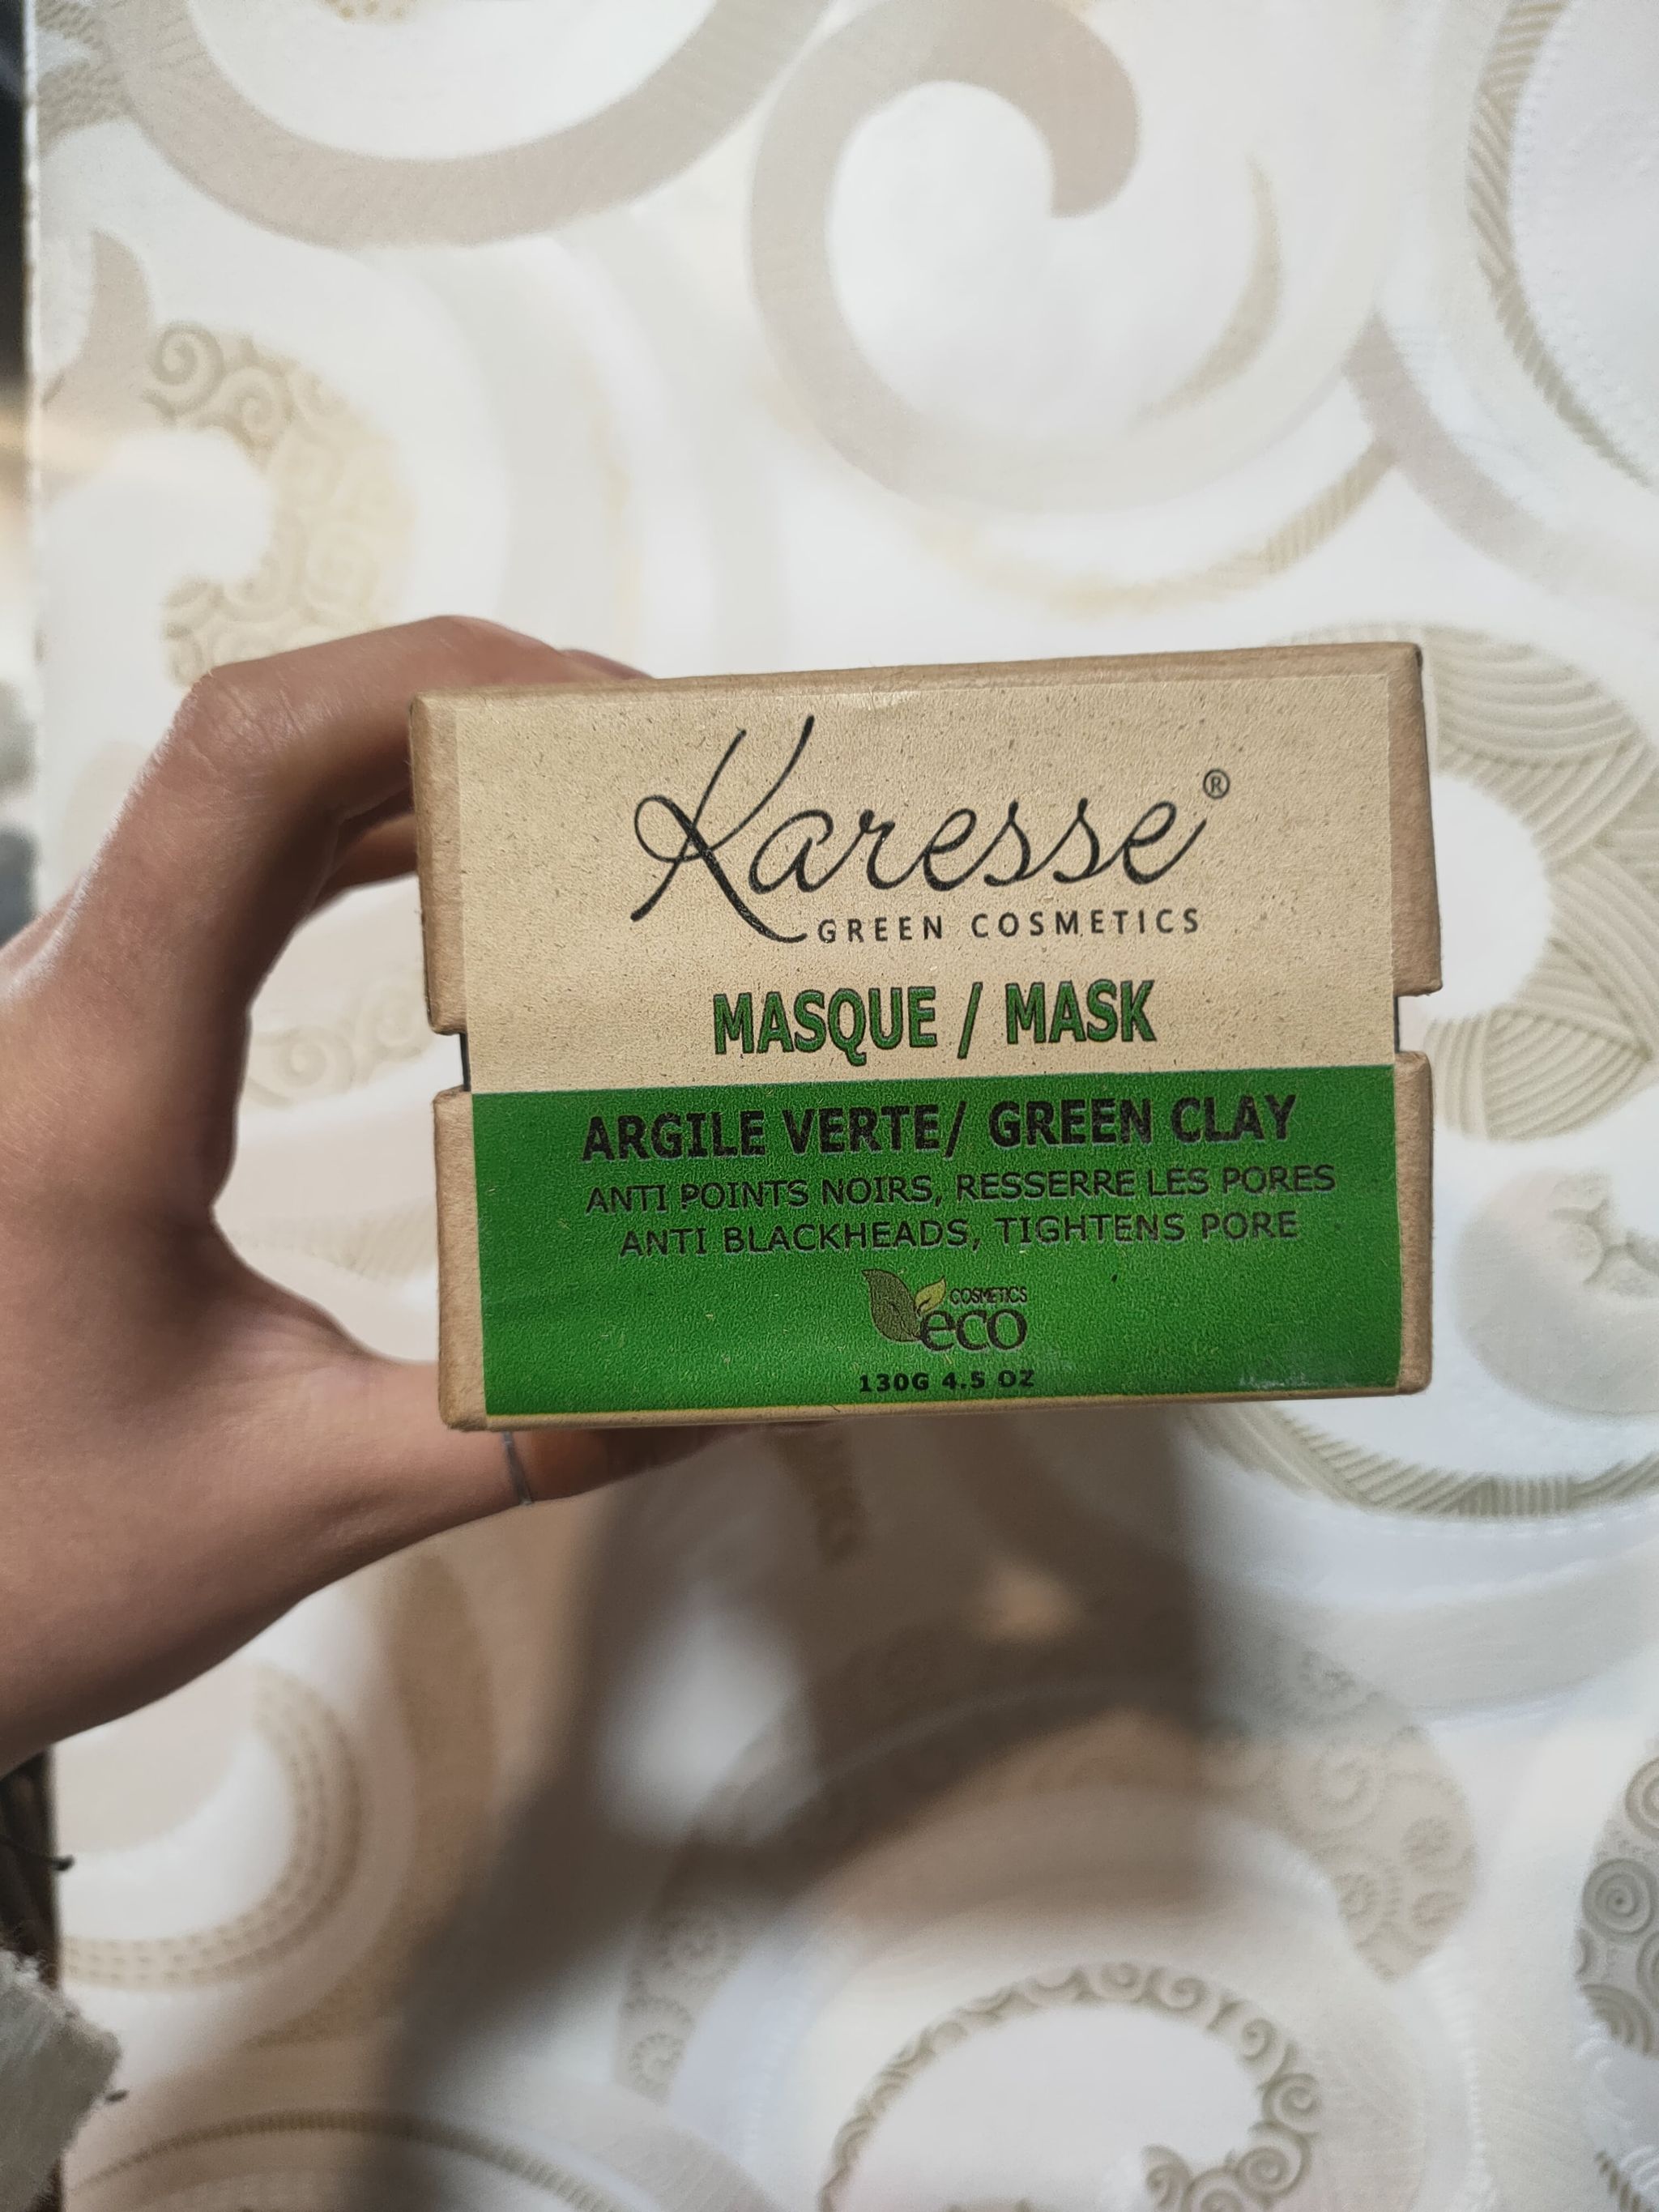 Karesse®
GREEN COSMETICS
MASQUE / MASK
ARGILE VERTE/ GREEN CLAY
ANTI POINTS NOIRS, RESSERRE LES PORES
ANTI BLACKHEADS, TIGHTENS PORE
COSMETICS
eco
130G 4.5 OZ